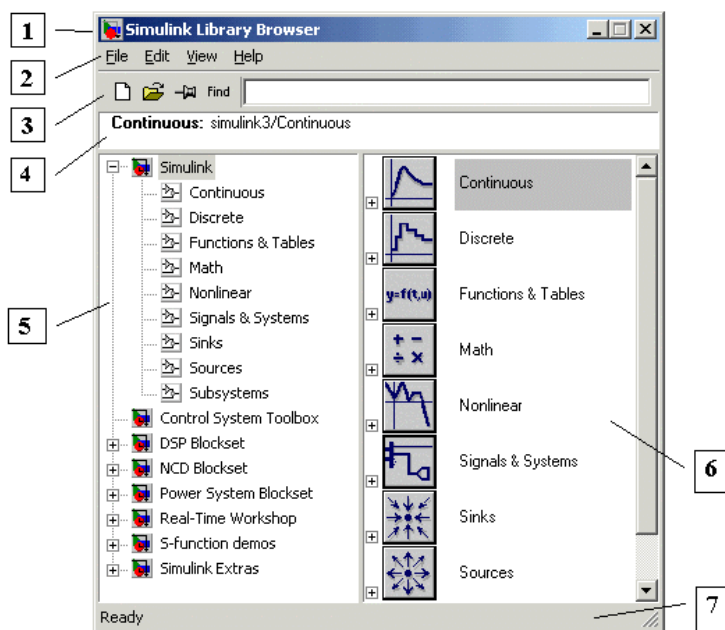 1
Simulink Library Browser
2
File Edit View Help
3
Find
4
Continuous: simulink3/Continuous
5
Simulink
Continuous
Discrete
Functions & Tables
Math
Nonlinear
Signals & Systems
Sinks
Sources
Subsystems
Control System Toolbox
DSP Blockset
NCD Blockset
Power System Blockset
Real-Time Workshop
S-function demos
Simulink Extras
Continuous
Discrete
y=f(t,u)
Functions & Tables
+ −
÷ ×
Math
Nonlinear
Signals & Systems
Sinks
Sources
6
Ready
7